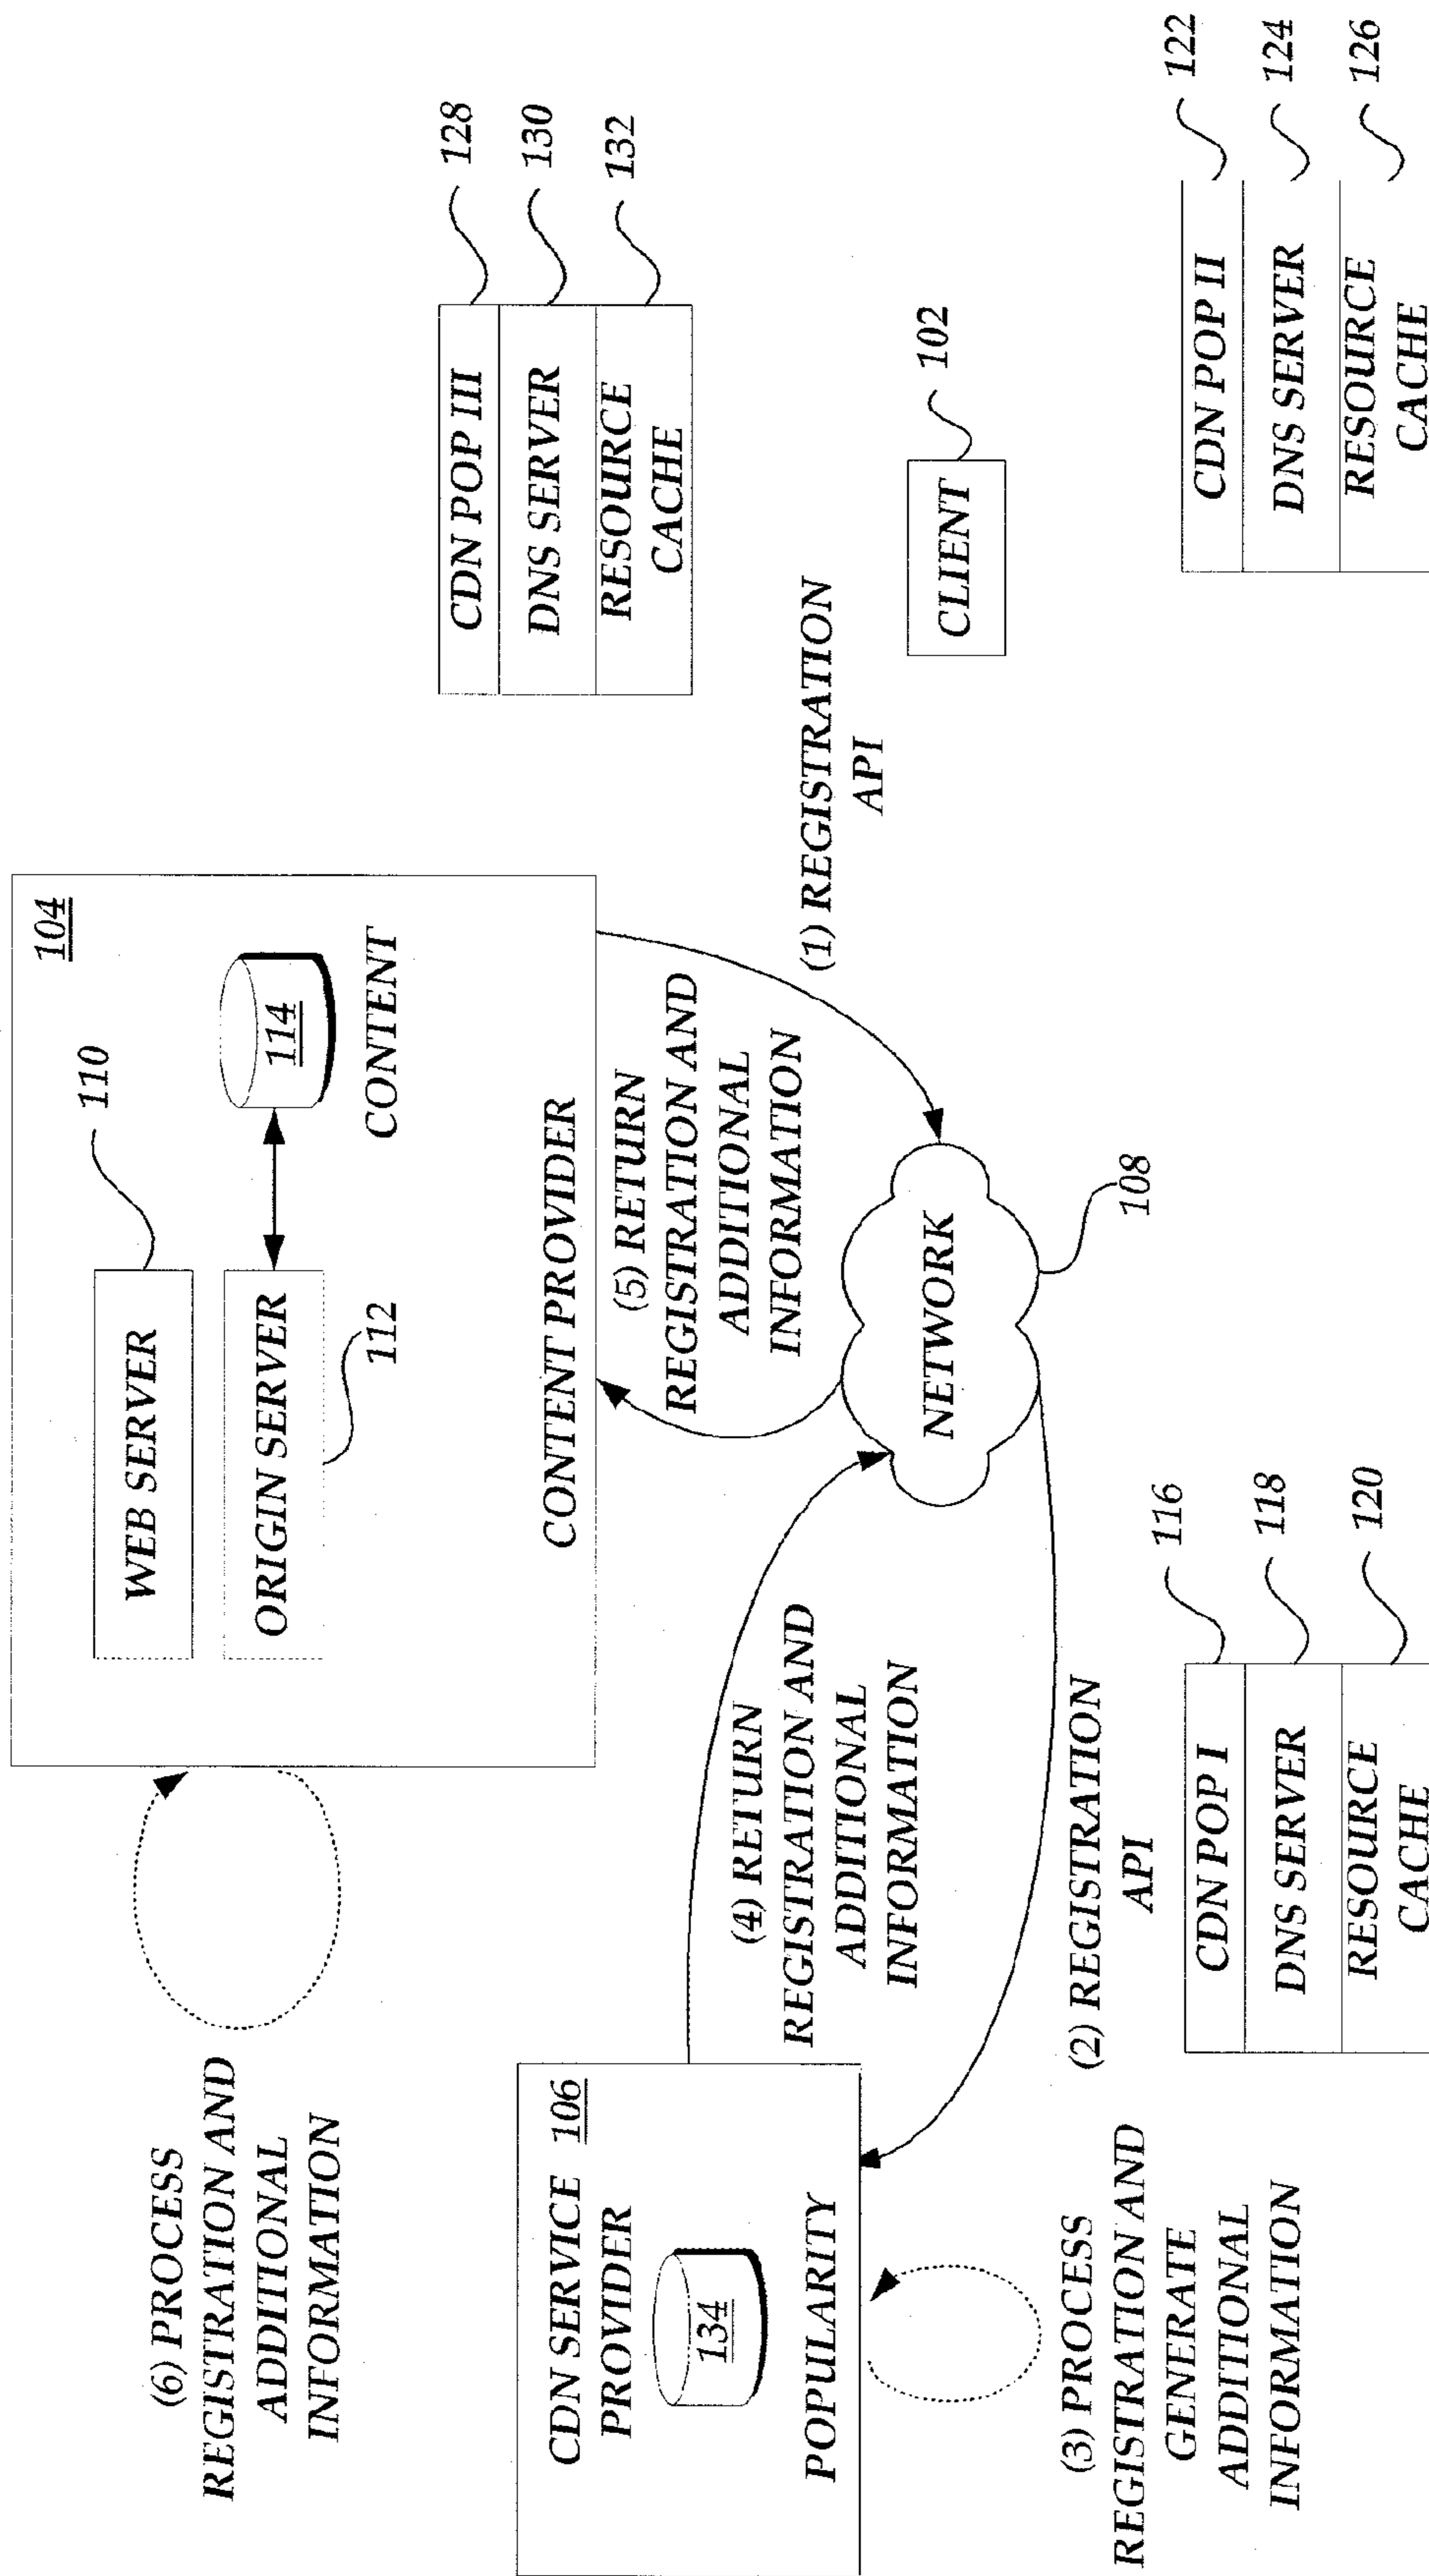 (6) PROCESS
REGISTRATION AND
ADDITIONAL
INFORMATION
104
WEB SERVER
110
ORIGIN SERVER
112
114
CONTENT
CONTENT PROVIDER
CDN SERVICE
PROVIDER
106
134
POPULARITY
(3) PROCESS
REGISTRATION AND
GENERATE
ADDITIONAL
INFORMATION
(4) RETURN
REGISTRATION AND
ADDITIONAL
INFORMATION
(2) REGISTRATION
API
(5) RETURN
REGISTRATION AND
ADDITIONAL
INFORMATION
(1) REGISTRATION
API
NETWORK
108
CDN POP III
128
DNS SERVER
130
RESOURCE
CACHE
132
CLIENT
102
CDN POP I
116
DNS SERVER
118
RESOURCE
CACHE
120
CDN POP II
122
DNS SERVER
124
RESOURCE
CACHE
126